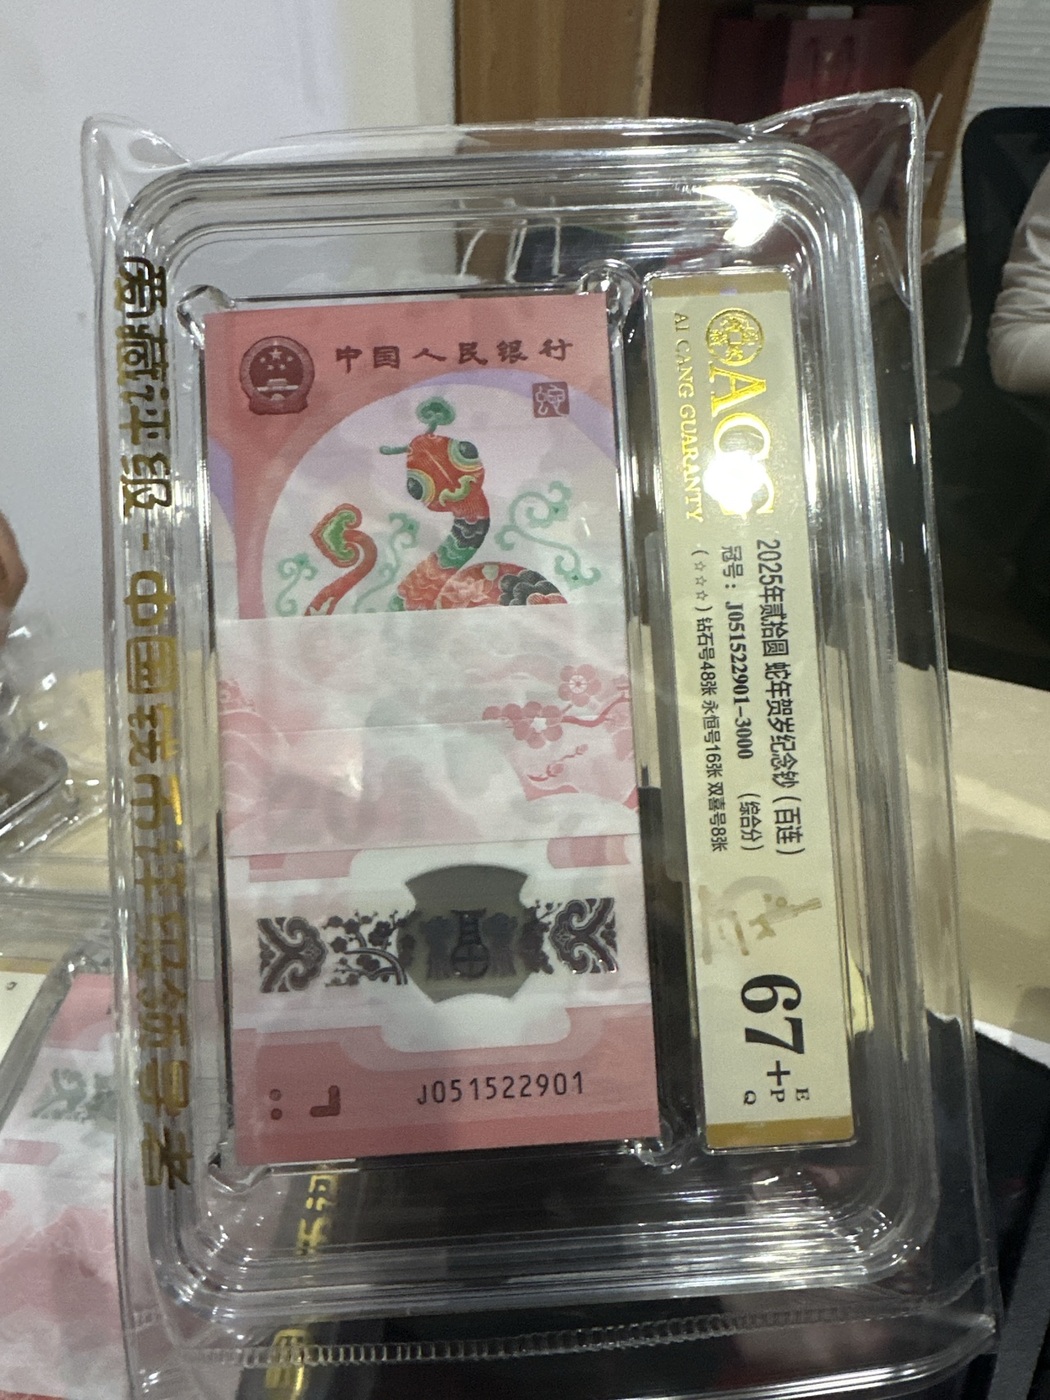 爱藏评级-中国钱币评级领导者
中国人民银行
J051522901
ACG
AI CANG GUARANTY
2025年贰拾圆 蛇年贺岁纪念钞（百连）
冠号：J051522901-3000 （综合分）
（☆☆☆）钻石号48张 永恒号16张 双喜号8张
67+
E
P
Q